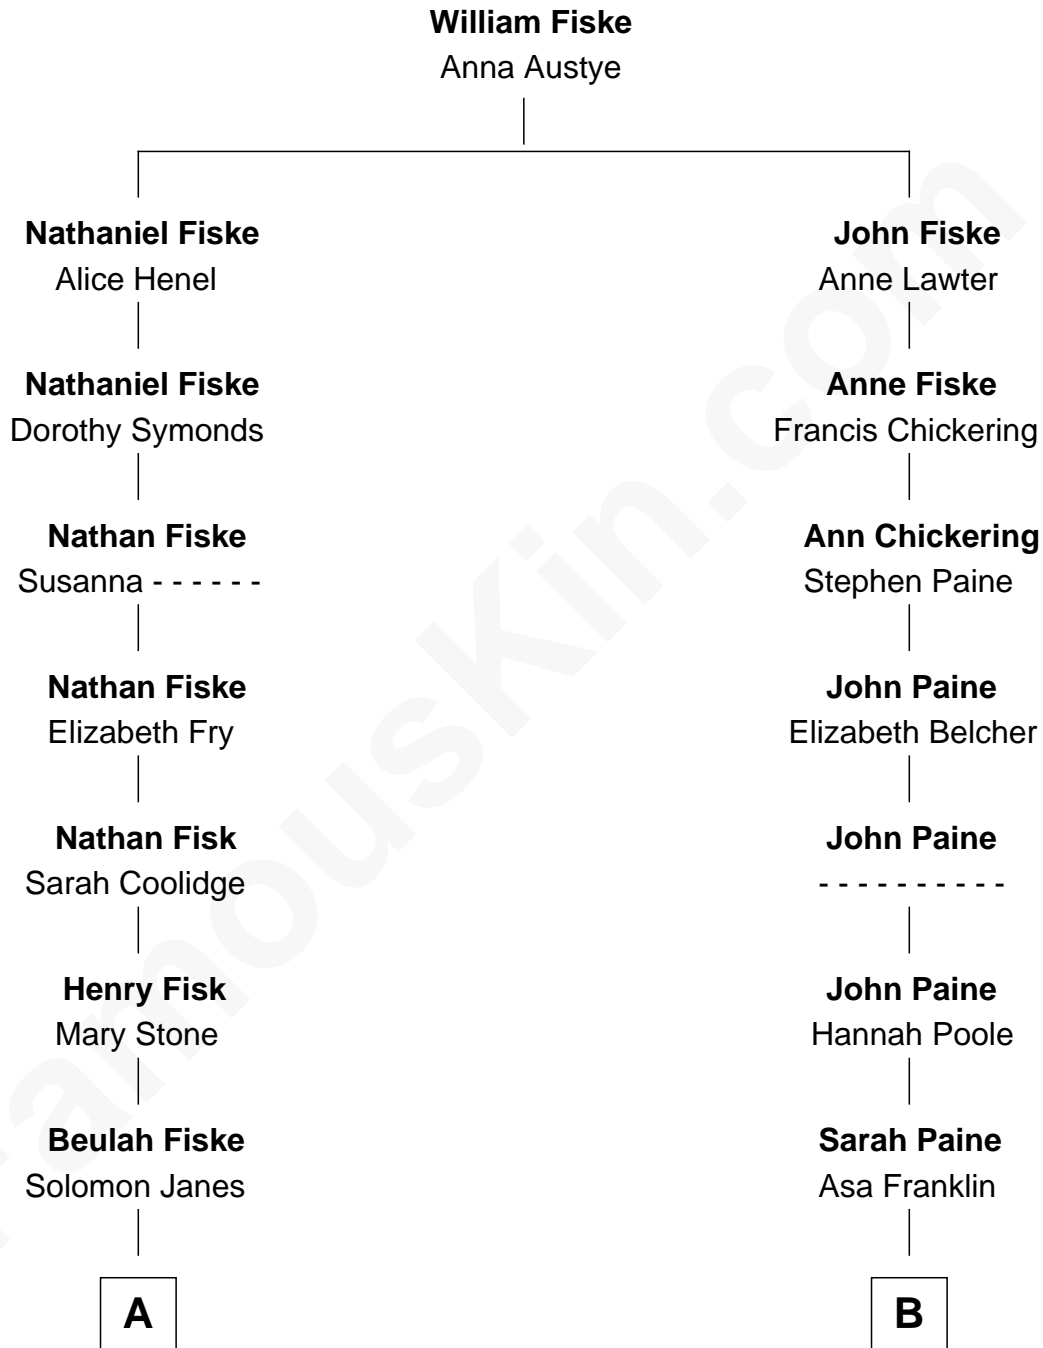 William Fiske
Anna Austye
Nathaniel Fiske
Alice Henel
John Fiske
Anne Lawter
Nathaniel Fiske
Dorothy Symonds
Anne Fiske
Francis Chickering
Nathan Fiske
Susanna - - - - - -
Ann Chickering
Stephen Paine
Nathan Fiske
Elizabeth Fry
John Paine
Elizabeth Belcher
Nathan Fisk
Sarah Coolidge
John Paine
- - - - - - - - - -
Henry Fisk
Mary Stone
John Paine
Hannah Poole
Beulah Fiske
Solomon Janes
Sarah Paine
Asa Franklin
A
B
FamousKin.com